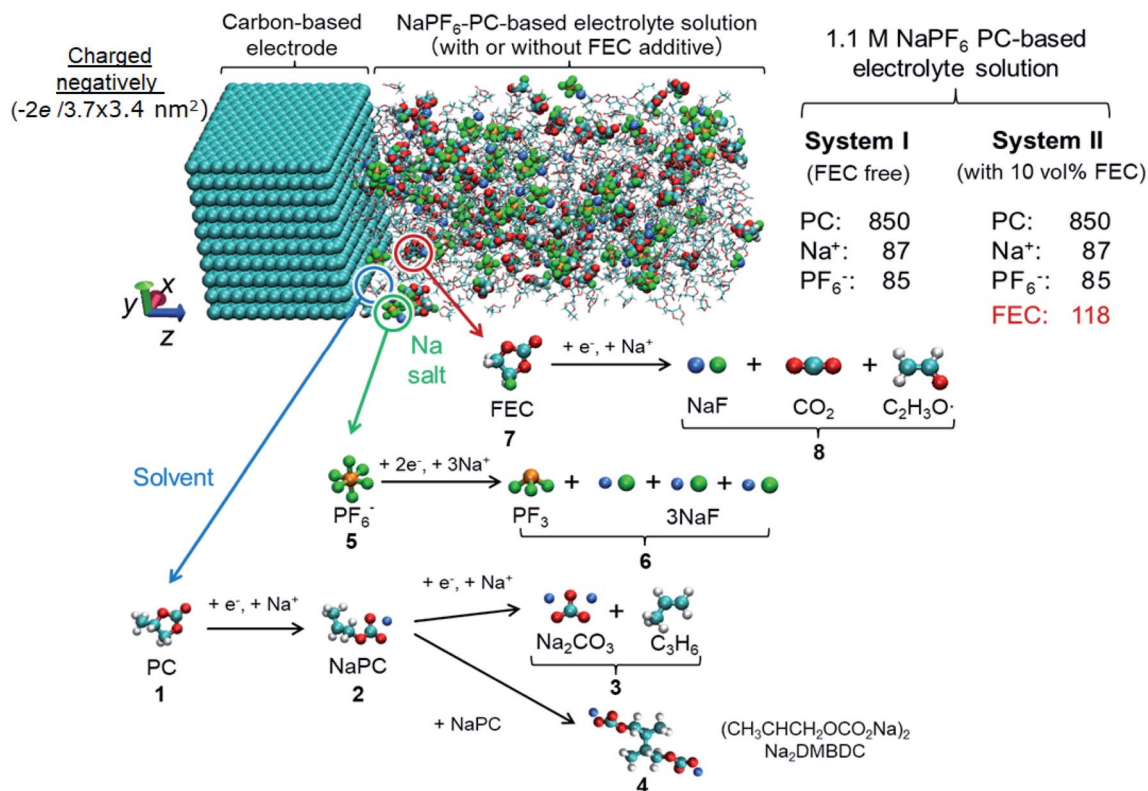 Carbon-based
electrode
NaPF₆-PC-based electrolyte solution
(with or without FEC additive)
Charged
negatively
(-2e /3.7x3.4 nm²)
1.1 M NaPF₆ PC-based
electrolyte solution
System I
(FEC free)
PC: 850
Na⁺: 87
PF₆⁻: 85
System II
(with 10 vol% FEC)
PC: 850
Na⁺: 87
PF₆⁻: 85
FEC: 118
y
x
z
Na
salt
Solvent
FEC
7
+ e⁻, + Na⁺
NaF
+
CO₂
+
C₂H₃O·
8
PF₆⁻
5
+ 2e⁻, + 3Na⁺
PF₃
+
+
+
3NaF
6
PC
1
+ e⁻, + Na⁺
NaPC
2
+ e⁻, + Na⁺
Na₂CO₃
+
C₃H₆
3
+ NaPC
4
(CH₃CHCH₂OCO₂Na)₂
Na₂DMBDC